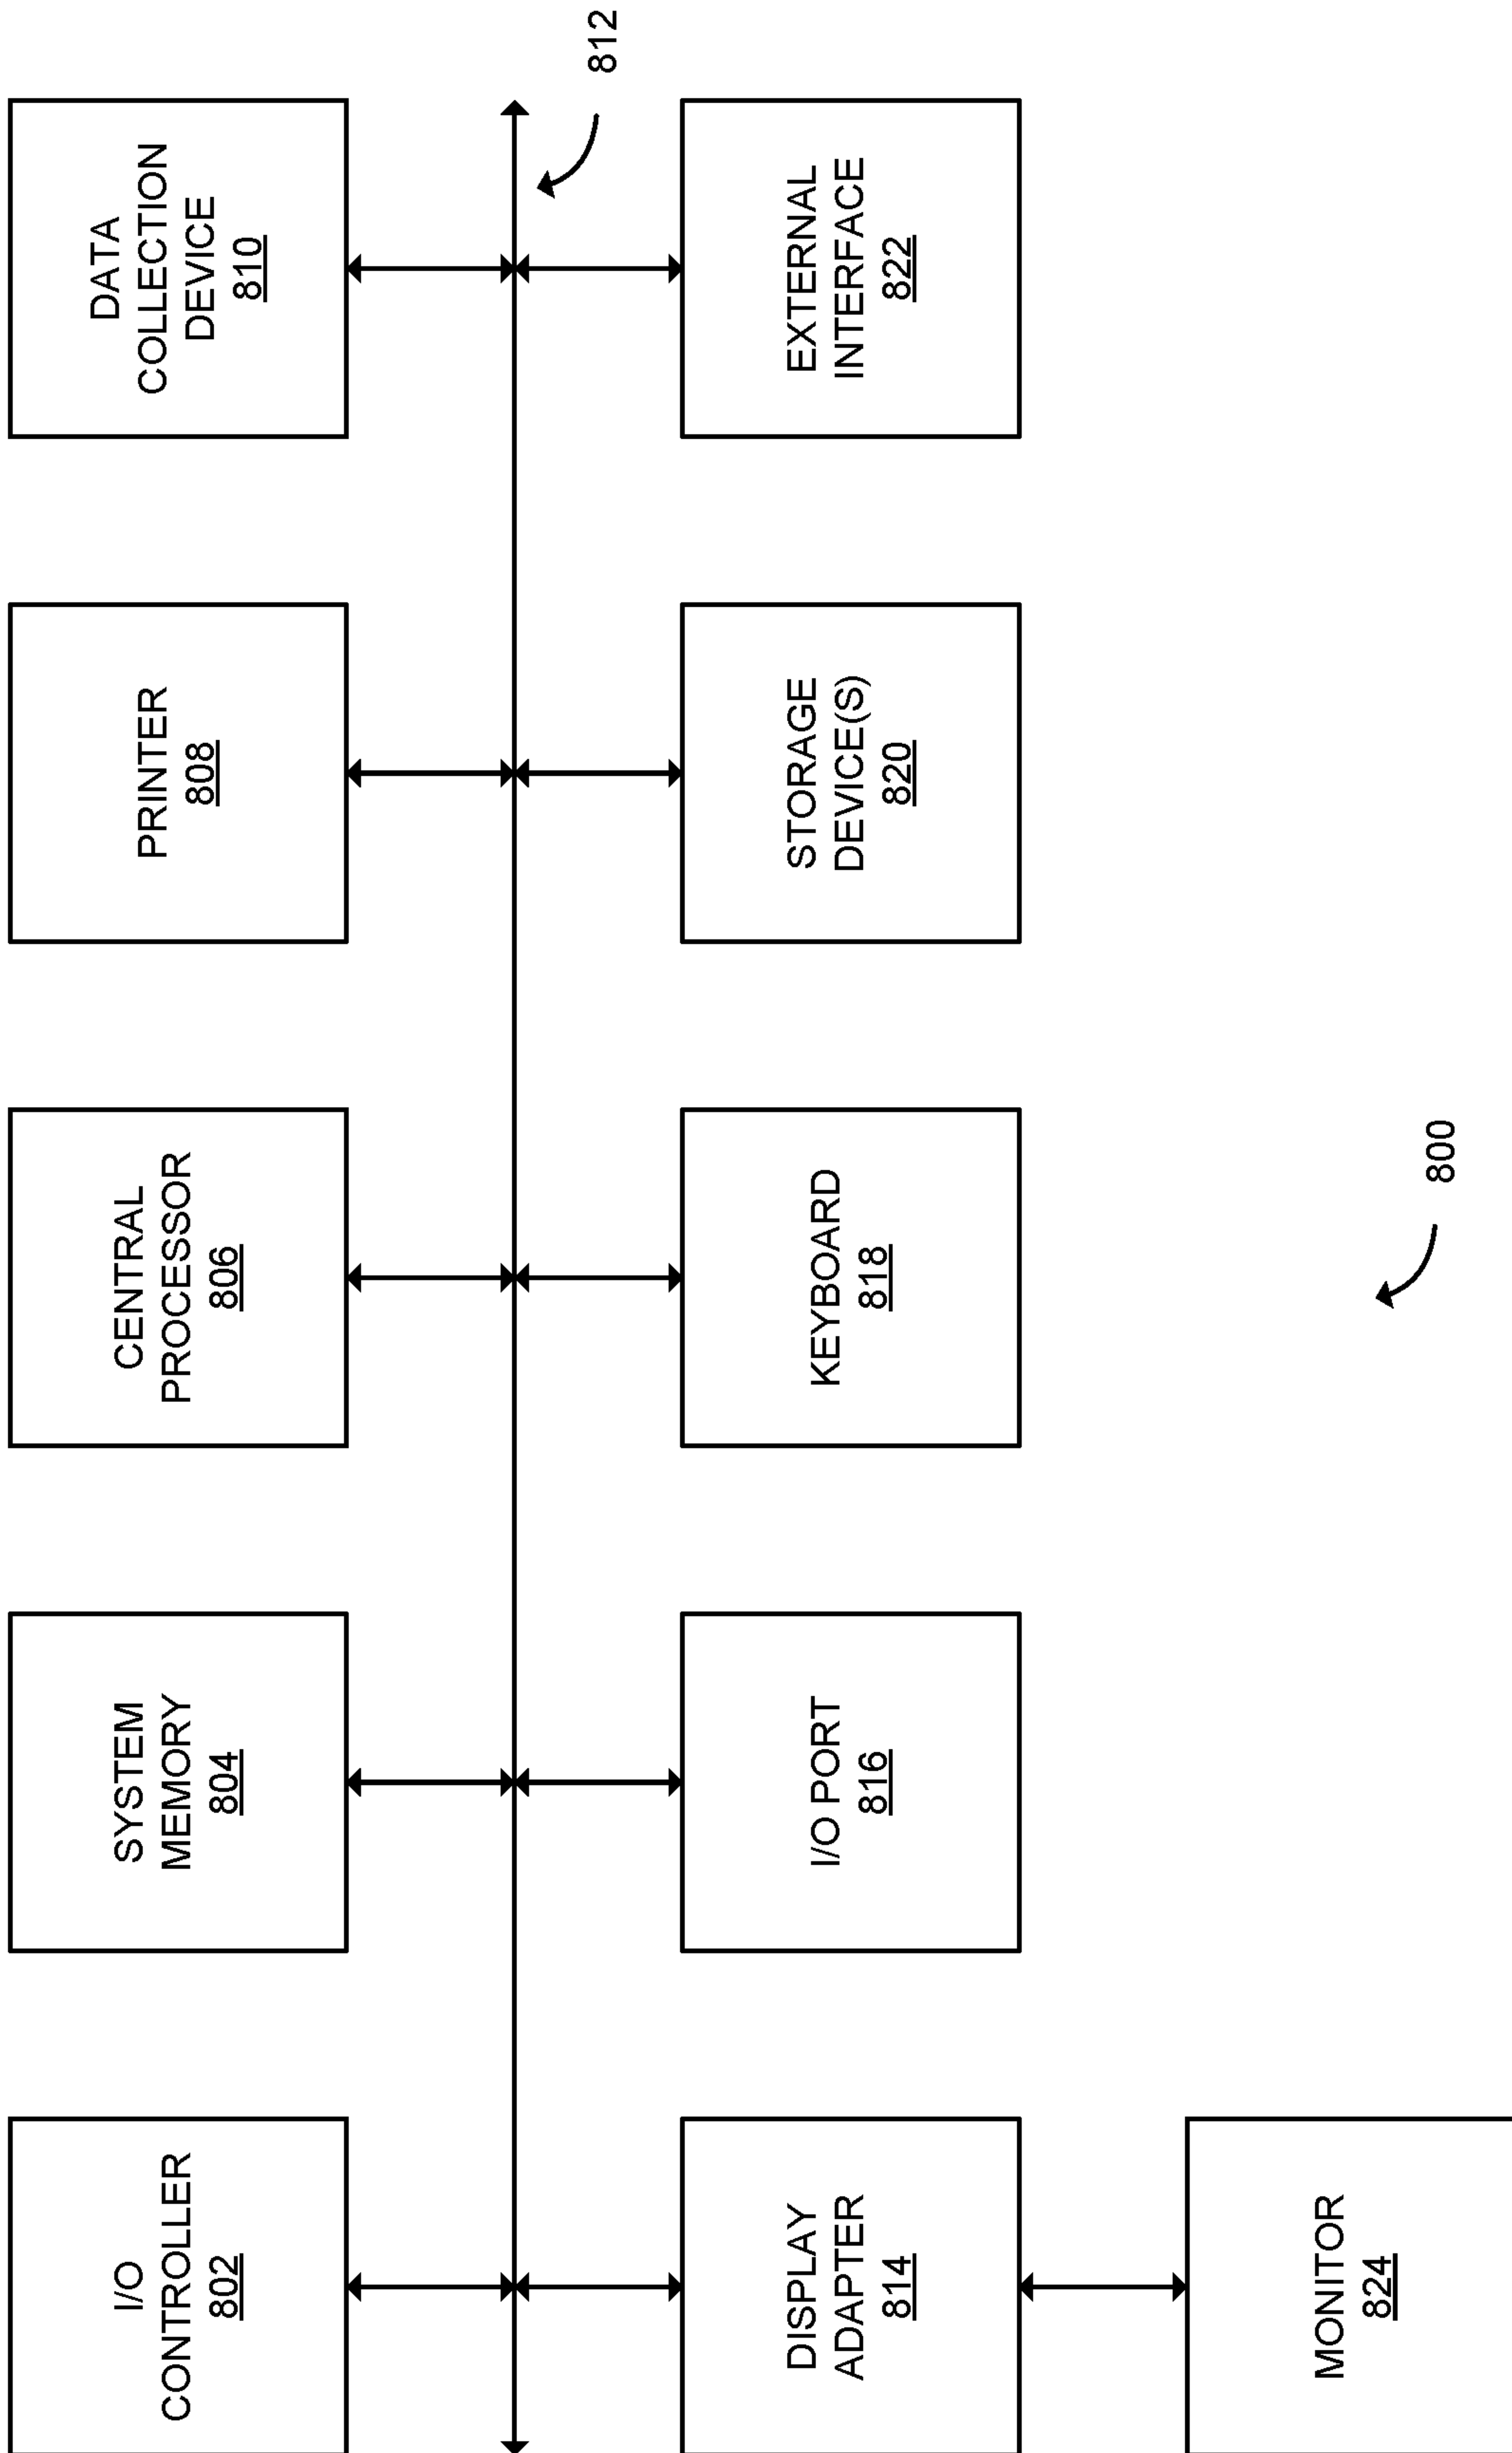 I/O
CONTROLLER
802
SYSTEM
MEMORY
804
CENTRAL
PROCESSOR
806
PRINTER
808
DATA
COLLECTION
DEVICE
810
812
DISPLAY
ADAPTER
814
I/O PORT
816
KEYBOARD
818
STORAGE
DEVICE(S)
820
EXTERNAL
INTERFACE
822
MONITOR
824
800